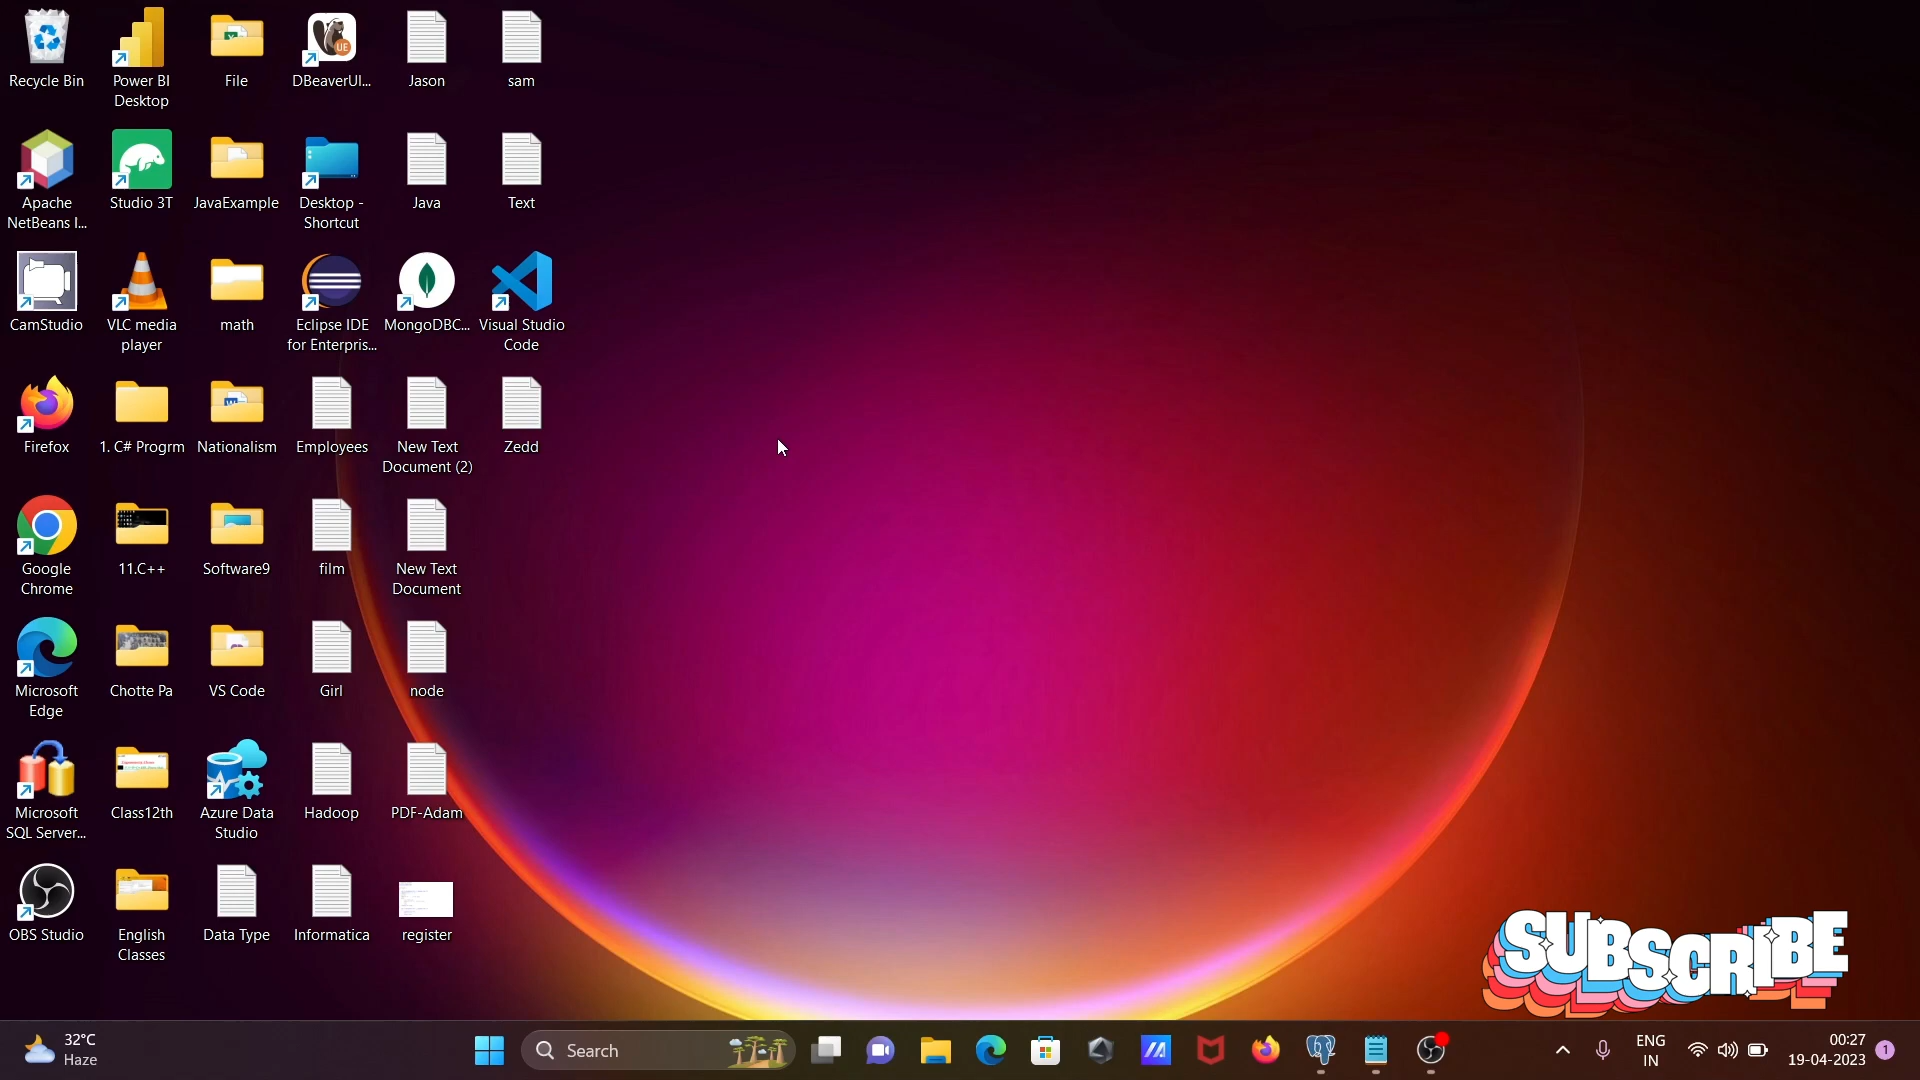 Recycle Bin
Power BI
Desktop
File
DBeaverUl...
Jason
sam
Apache
NetBeans I...
Studio 3T
JavaExample
Desktop -
Shortcut
Java
Text
CamStudio
VLC media
player
math
Eclipse IDE
for Enterpris...
MongoDBC...
Visual Studio
Code
Firefox
1. C# Progrm
Nationalism
Employees
New Text
Document (2)
Zedd
Google
Chrome
11.C++
Software9
film
New Text
Document
Microsoft
Edge
Chotte Pa
VS Code
Girl
node
Microsoft
SQL Server...
Class12th
Azure Data
Studio
Hadoop
PDF-Adam
OBS Studio
English
Classes
Data Type
Informatica
register
SUBSCRIBE
32°C
Haze
Search
ENG
IN
00:27
19-04-2023
1